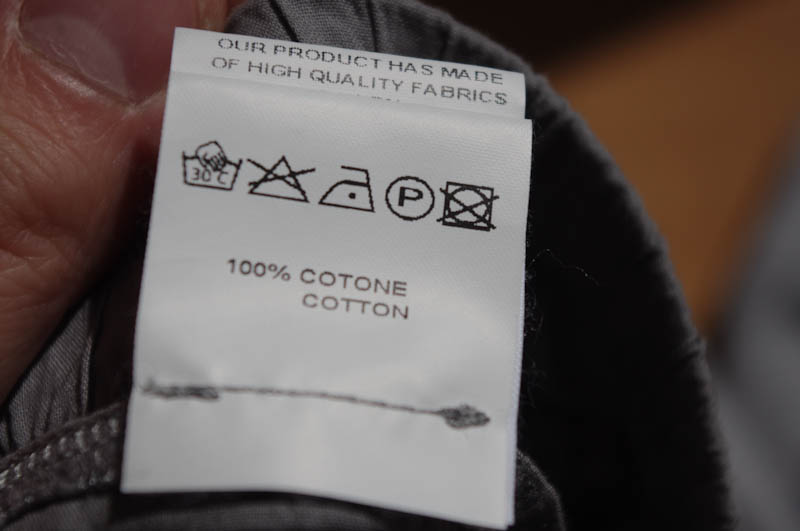 OUR PRODUCT HAS MADE
OF HIGH QUALITY FABRICS
30 C
P
100% COTONE
COTTON